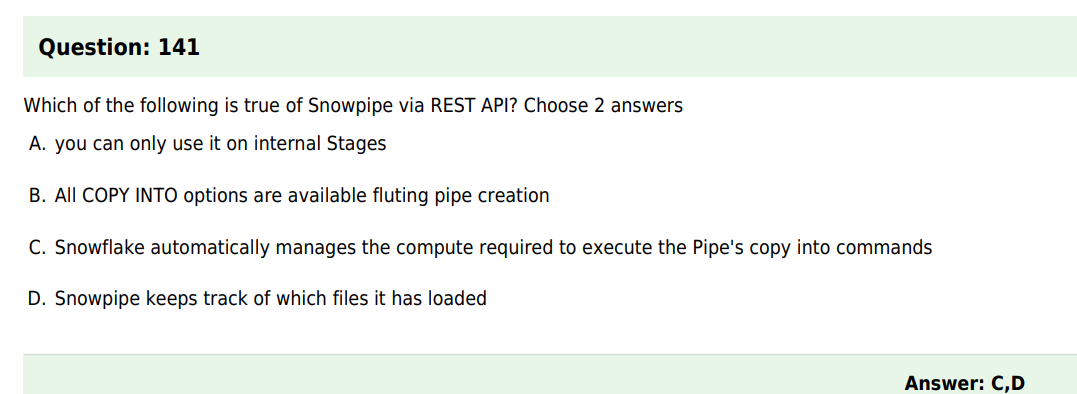 Question: 141
Which of the following is true of Snowpipe via REST API? Choose 2 answers
A. you can only use it on internal Stages
B. All COPY INTO options are available fluting pipe creation
C. Snowflake automatically manages the compute required to execute the Pipe's copy into commands
D. Snowpipe keeps track of which files it has loaded
Answer: C,D